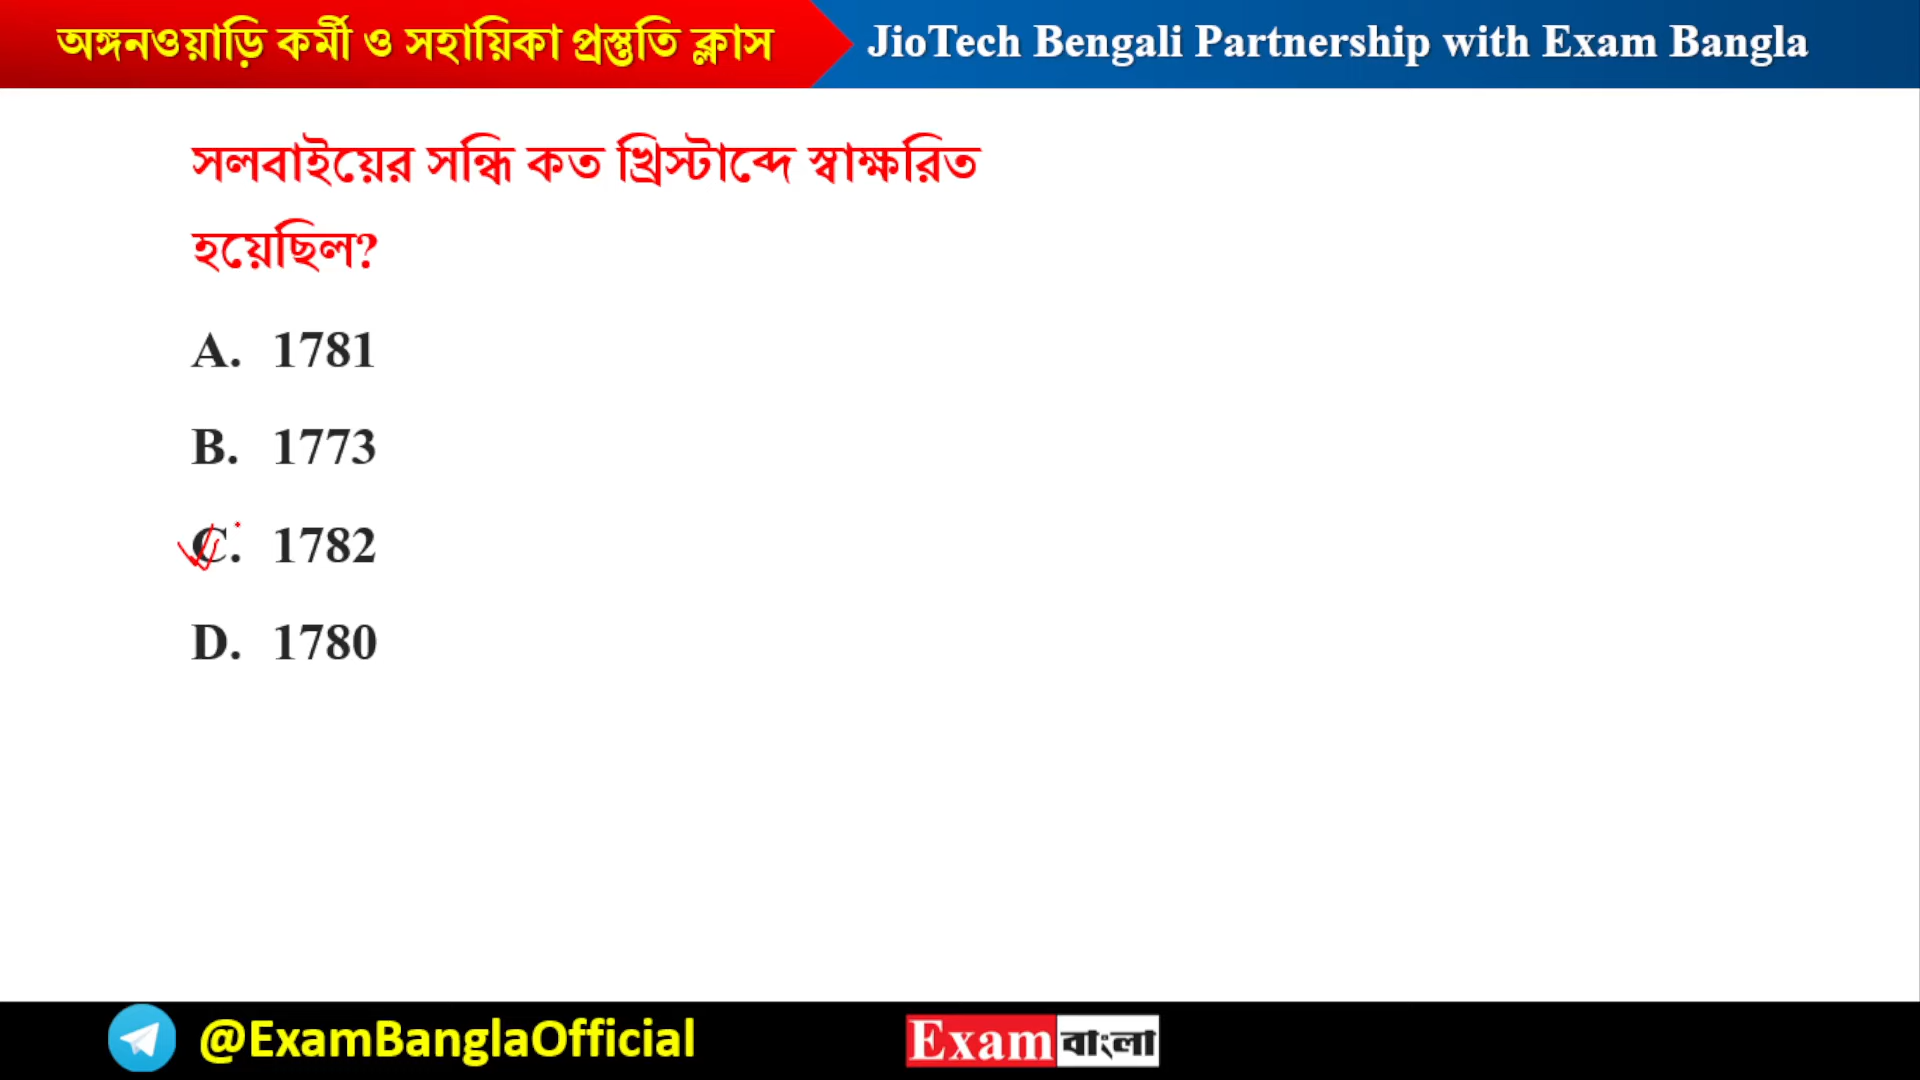 অঙ্গনওয়াড়ি কর্মী ও সহায়িকা প্রস্তুতি ক্লাস
JioTech Bengali Partnership with Exam Bangla
সলবাইয়ের সন্ধি কত খ্রিস্টাব্দে স্বাক্ষরিত
হয়েছিল?
A. 1781
B. 1773
C. 1782
D. 1780
@ExamBanglaOfficial
Exam বাংলা